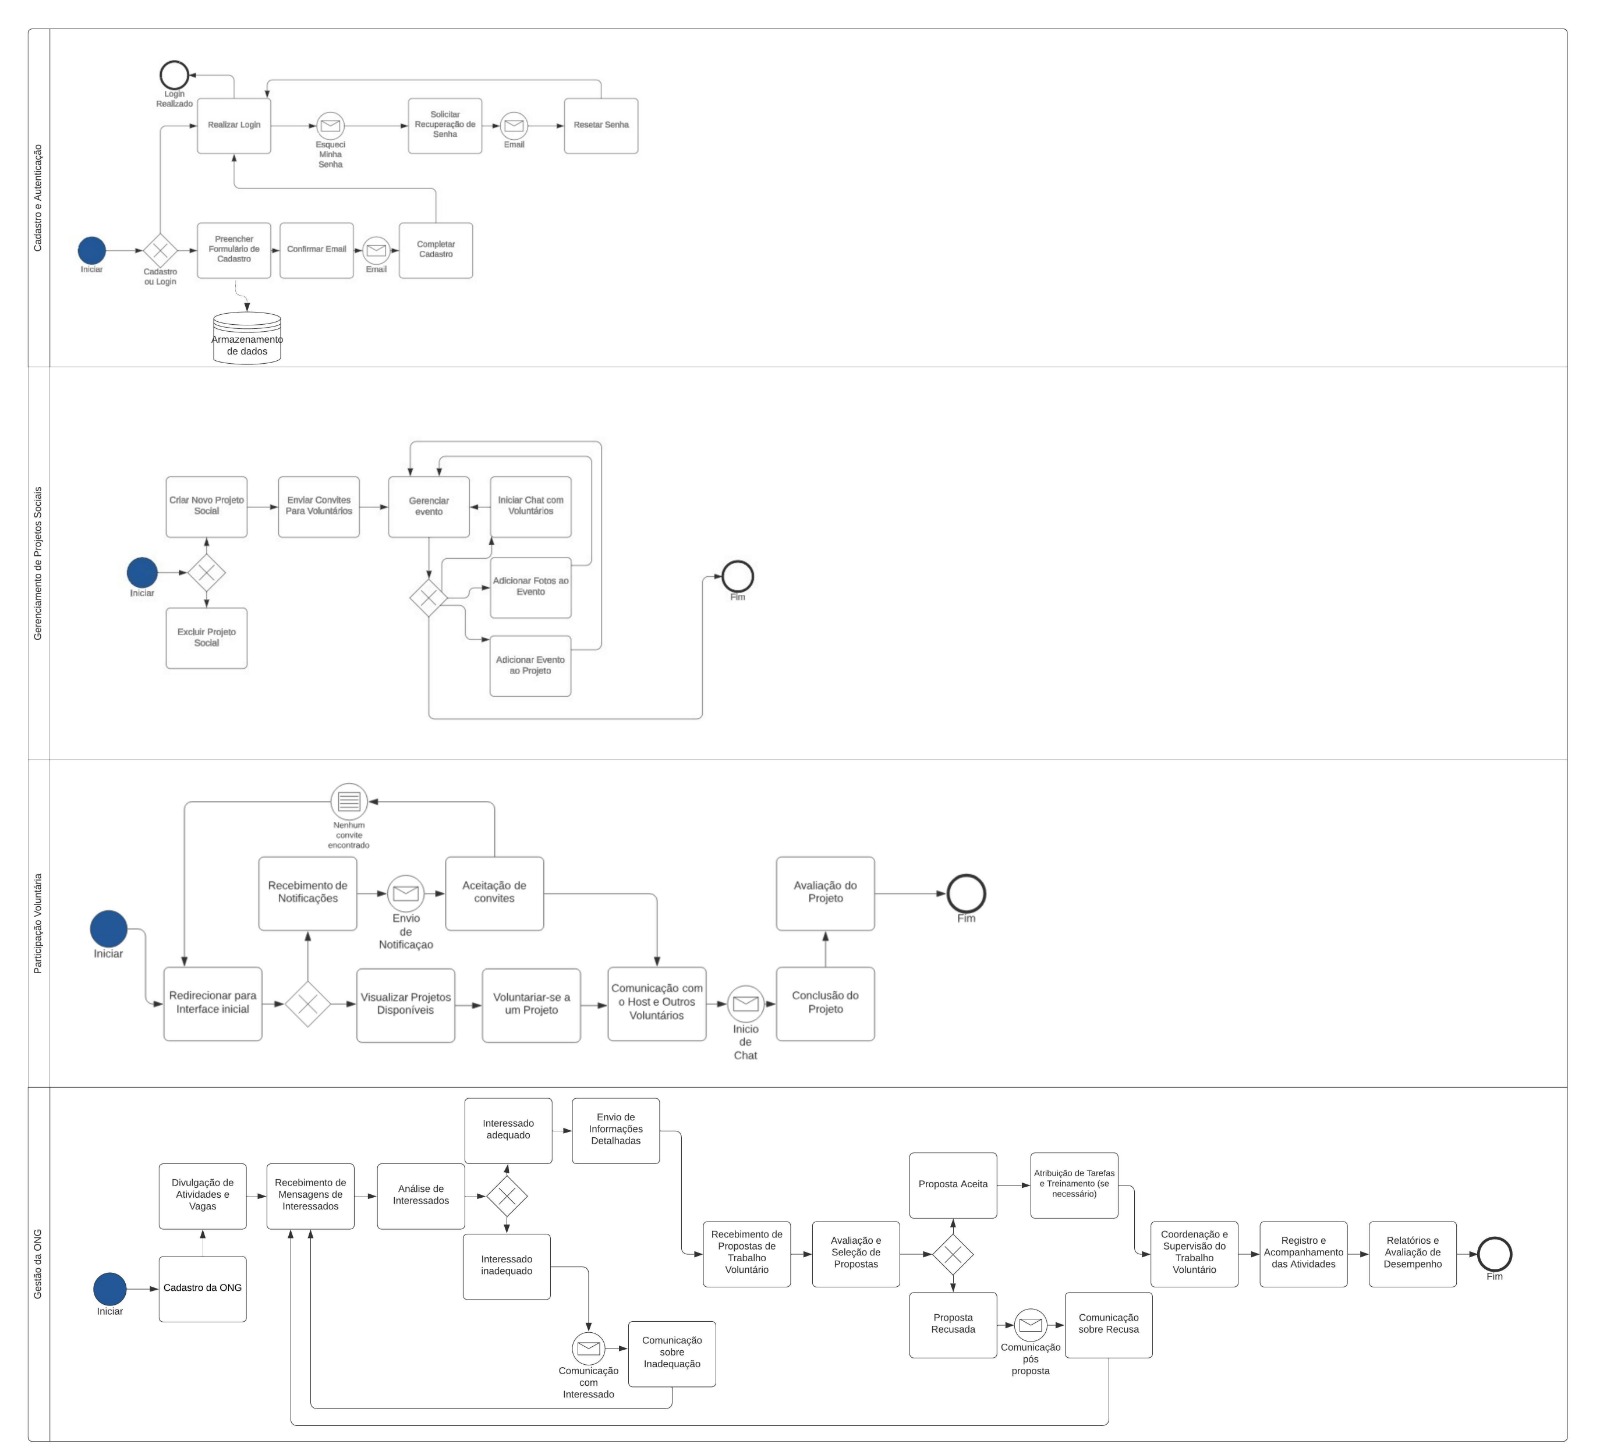 Cadastro e Autenticação
Login
Realizado
Realizar Login
Esqueci
Minha
Senha
Solicitar
Recuperação de
Senha
Email
Resetar Senha
Iniciar
Cadastro
ou Login
Preencher
Formulário de
Cadastro
Confirmar Email
Email
Completar
Cadastro
Armazenamento
de dados
Gerenciamento de Projetos Sociais
Criar Novo Projeto
Social
Enviar Convites
Para Voluntários
Gerenciar
evento
Iniciar Chat com
Voluntários
Iniciar
Adicionar Fotos ao
Evento
Fim
Excluir Projeto
Social
Adicionar Evento
ao Projeto
Participação Voluntária
Nenhum
convite
encontrado
Recebimento de
Notificações
Envio
de
Notificaçao
Aceitação de
convites
Avaliação do
Projeto
Fim
Iniciar
Redirecionar para
Interface inicial
Visualizar Projetos
Disponíveis
Voluntariar-se a
um Projeto
Comunicação com
o Host e Outros
Voluntários
Inicio
de
Chat
Conclusão do
Projeto
Gestão da ONG
Interessado
adequado
Envio de
Informações
Detalhadas
Divulgação de
Atividades e
Vagas
Recebimento de
Mensagens de
Interessados
Análise de
Interessados
Proposta Aceita
Atribuição de Tarefas
e Treinamento (se
necessário)
Interessado
inadequado
Recebimento de
Propostas de
Trabalho
Voluntário
Avaliação e
Seleção de
Propostas
Coordenação e
Supervisão do
Trabalho
Voluntário
Registro e
Acompanhamento
das Atividades
Relatórios e
Avaliação de
Desempenho
Fim
Iniciar
Cadastro da ONG
Proposta
Recusada
Comunicação
pós
proposta
Comunicação
sobre Recusa
Comunicação
com
Interessado
Comunicação
sobre
Inadequação